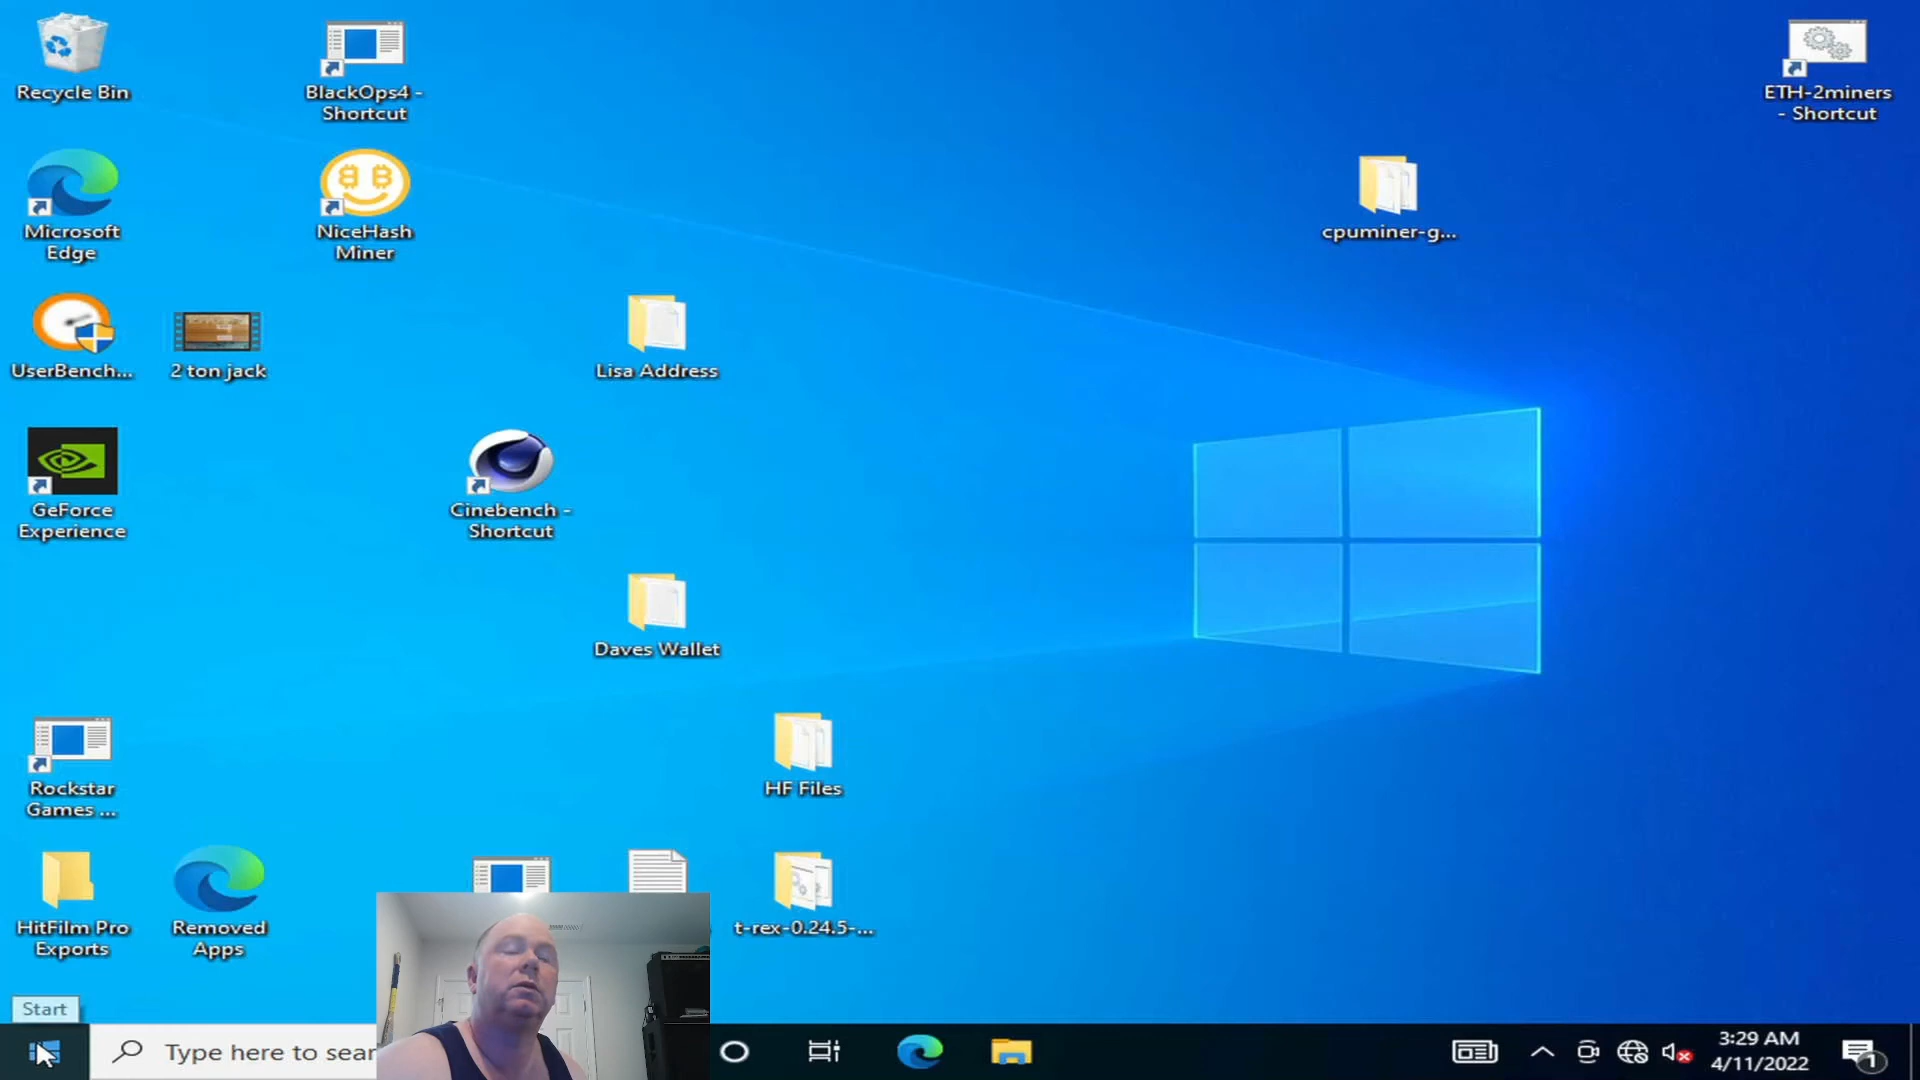 Recycle Bin
BlackOps4 -
Shortcut
ETH-2miners
- Shortcut
Microsoft
Edge
NiceHash
Miner
cpuminer-g...
UserBench...
2 ton jack
Lisa Address
GeForce
Experience
Cinebench -
Shortcut
Daves Wallet
Rockstar
Games ...
HF Files
HitFilm Pro
Exports
Removed
Apps
t-rex-0.24.5-...
Start
Type here to sear
3:29 AM
4/11/2022
1